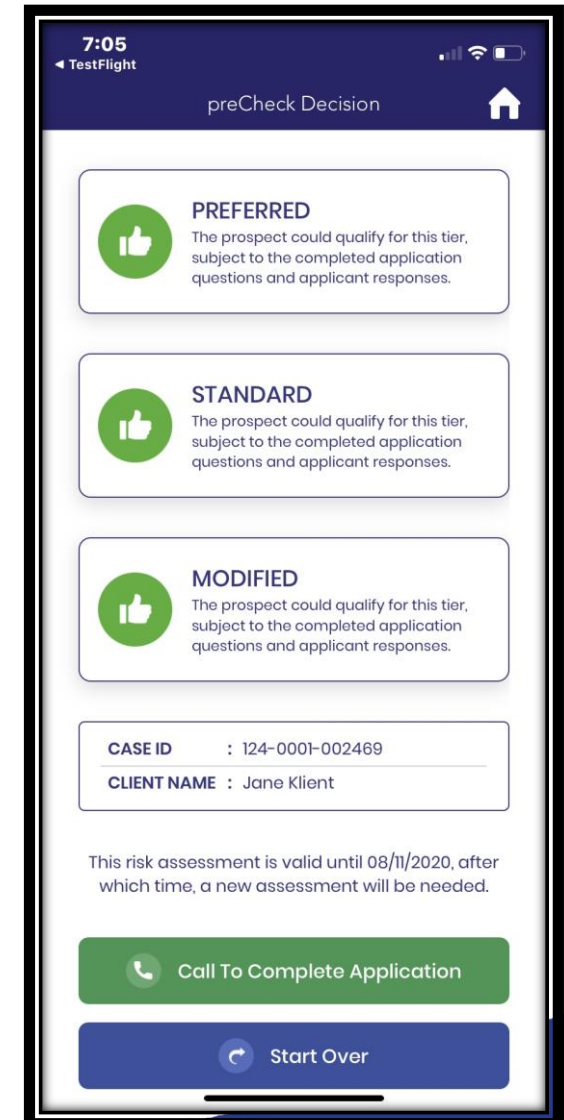 7:05
◄ TestFlight
preCheck Decision
PREFERRED
The prospect could qualify for this tier,
subject to the completed application
questions and applicant responses.
STANDARD
The prospect could qualify for this tier,
subject to the completed application
questions and applicant responses.
MODIFIED
The prospect could qualify for this tier,
subject to the completed application
questions and applicant responses.
CASE ID : 124-0001-002469
CLIENT NAME : Jane Klient
This risk assessment is valid until 08/11/2020, after
which time, a new assessment will be needed.
Call To Complete Application
Start Over